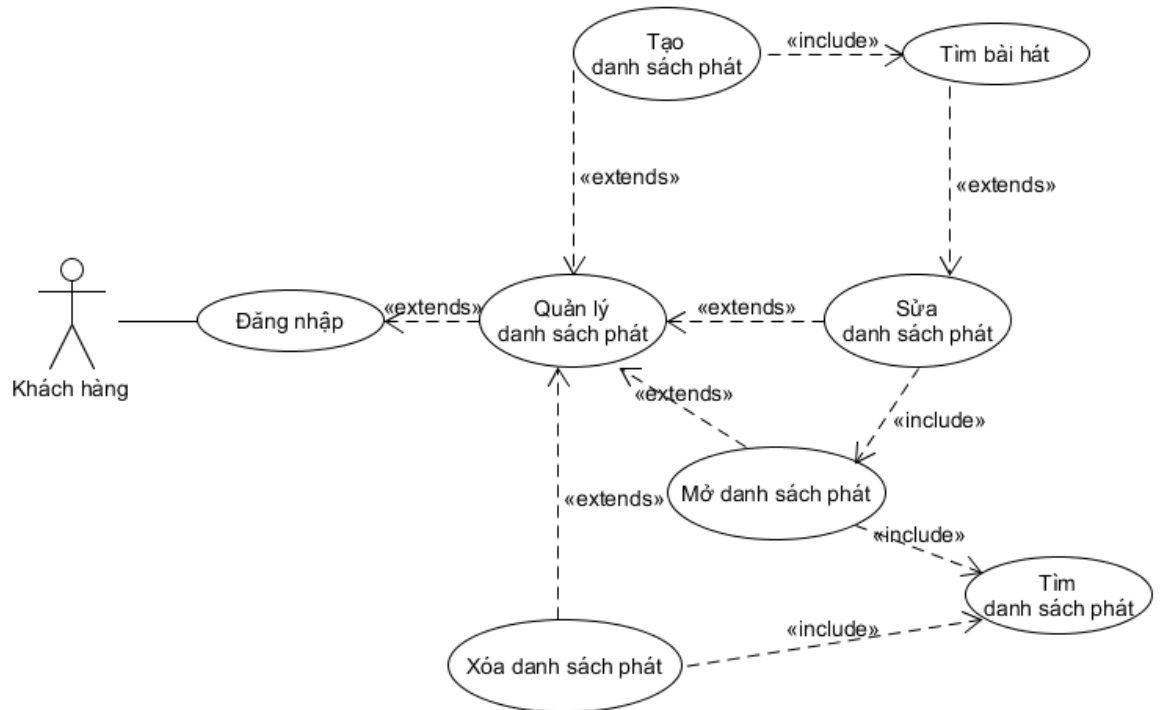 Tạo
danh sách phát
«include»
Tìm bài hát
«extends»
«extends»
Khách hàng
Đăng nhập
«extends»
Quản lý
danh sách phát
«extends»
Sửa
danh sách phát
«extends»
«include»
Mở danh sách phát
«extends»
«include»
Tìm
danh sách phát
«include»
Xóa danh sách phát